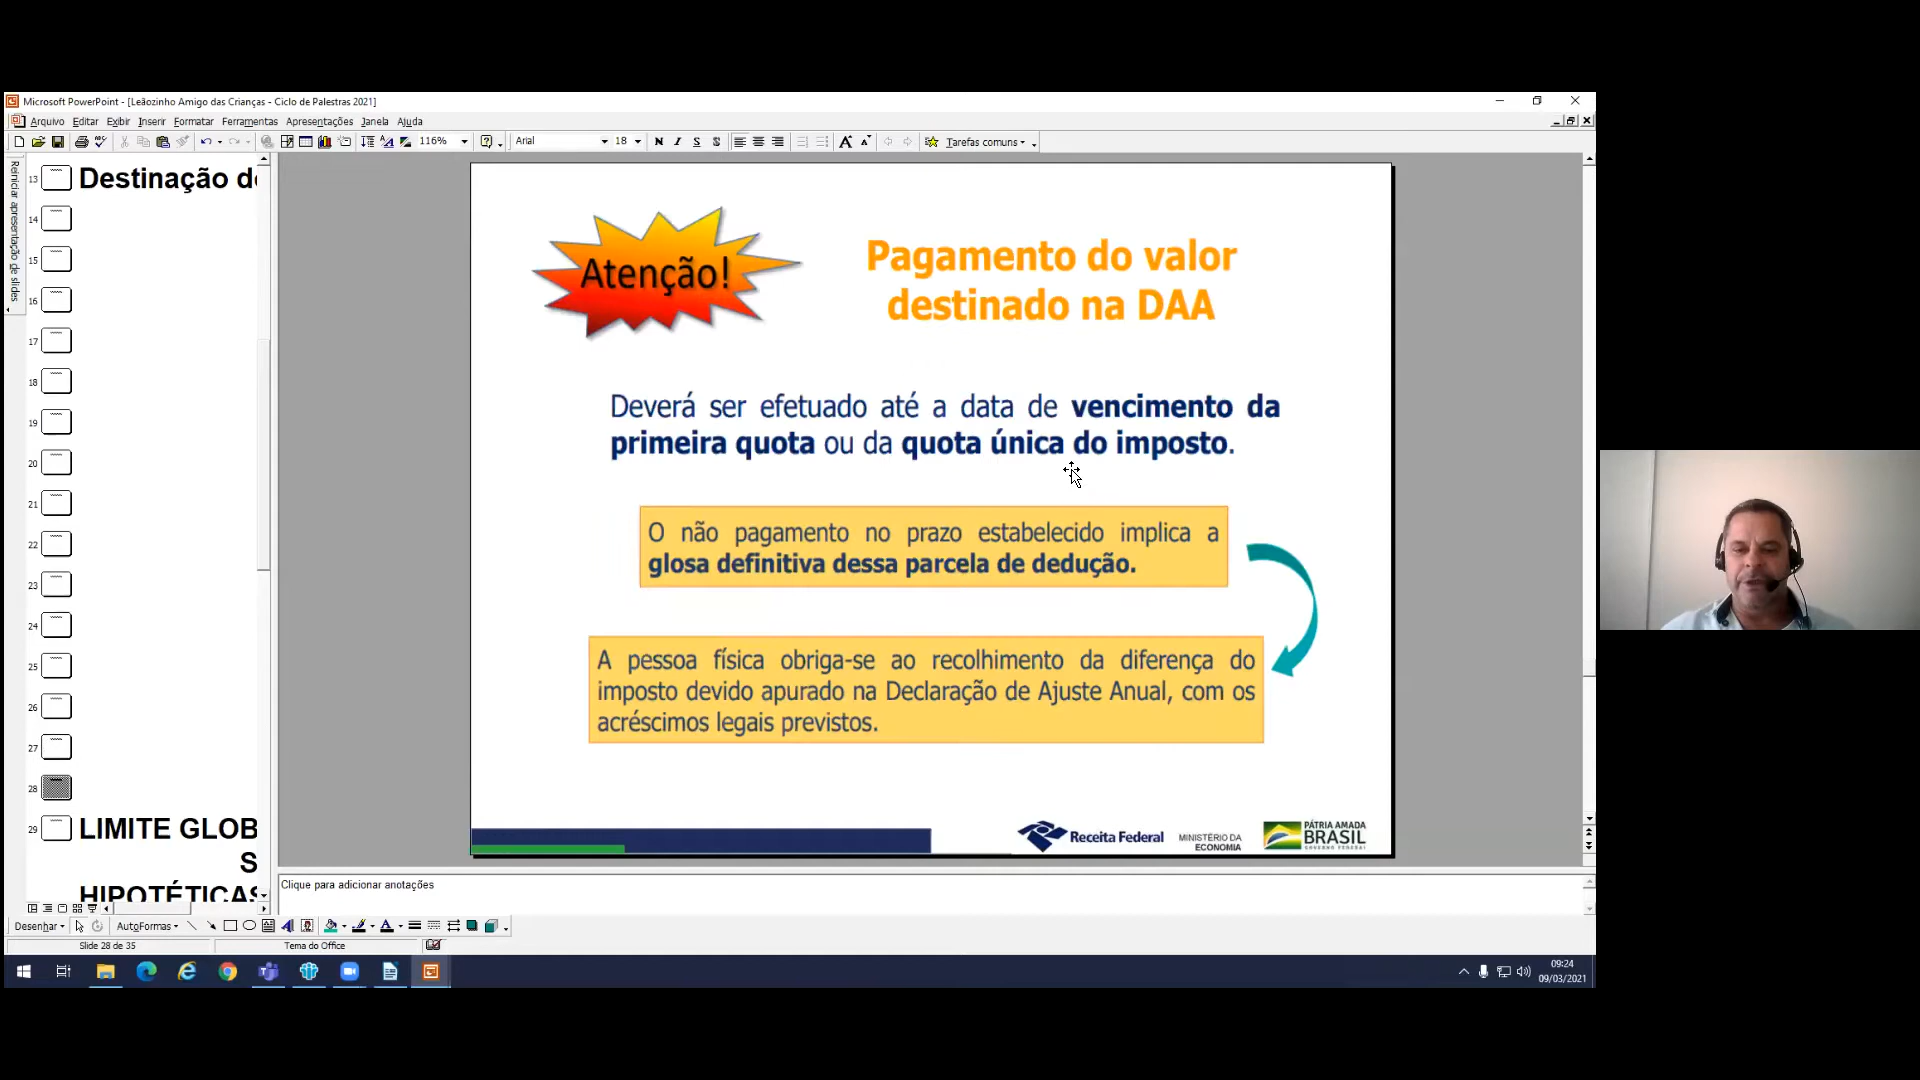 Microsoft PowerPoint - [Leãozinho Amigo das Crianças - Ciclo de Palestras 2021]
Arquivo Editar Exibir Inserir Formatar Ferramentas Apresentações Janela Ajuda
116% Arial 18 N I S S A A Tarefas comuns
Reiniciar apresentação de slides
13 Destinação d
14
15
16
17
18
19
20
21
22
23
24
25
26
27
28
29 LIMITE GLOB
S
HIPOTÉTICAS
Atenção!
Pagamento do valor
destinado na DAA
Deverá ser efetuado até a data de vencimento da
primeira quota ou da quota única do imposto.
O não pagamento no prazo estabelecido implica a
glosa definitiva dessa parcela de dedução.
A pessoa física obriga-se ao recolhimento da diferença do
imposto devido apurado na Declaração de Ajuste Anual, com os
acréscimos legais previstos.
Receita Federal
MINISTÉRIO DA
ECONOMIA
PÁTRIA AMADA
BRASIL
GOVERNO FEDERAL
Clique para adicionar anotações
Desenhar AutoFormas
Slide 28 de 35 Tema do Office
09:24
09/03/2021